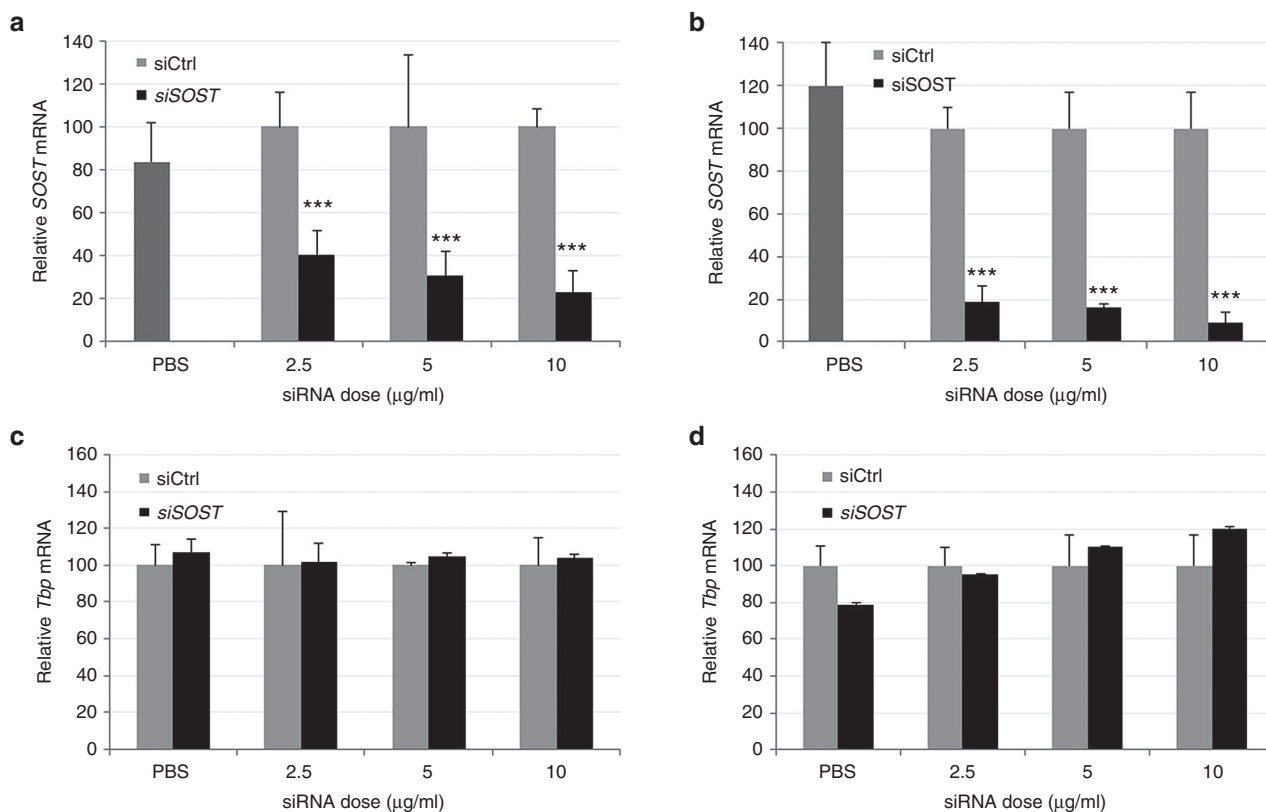 a
140
120
100
80
60
40
20
0
Relative SOST mRNA
siCtrl
siSOST
***
***
***
PBS
2.5
5
10
siRNA dose (μg/ml)
b
140
120
100
80
60
40
20
0
Relative SOST mRNA
siCtrl
siSOST
***
***
***
PBS
2.5
5
10
siRNA dose (μg/ml)
c
160
140
120
100
80
60
40
20
0
Relative Tbp mRNA
siCtrl
siSOST
PBS
2.5
5
10
siRNA dose (μg/ml)
d
160
140
120
100
80
60
40
20
0
Relative Tbp mRNA
siCtrl
siSOST
PBS
2.5
5
10
siRNA dose (μg/ml)